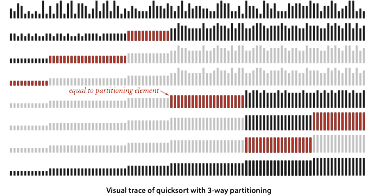 equal to partitioning element
Visual trace of quicksort with 3-way partitioning